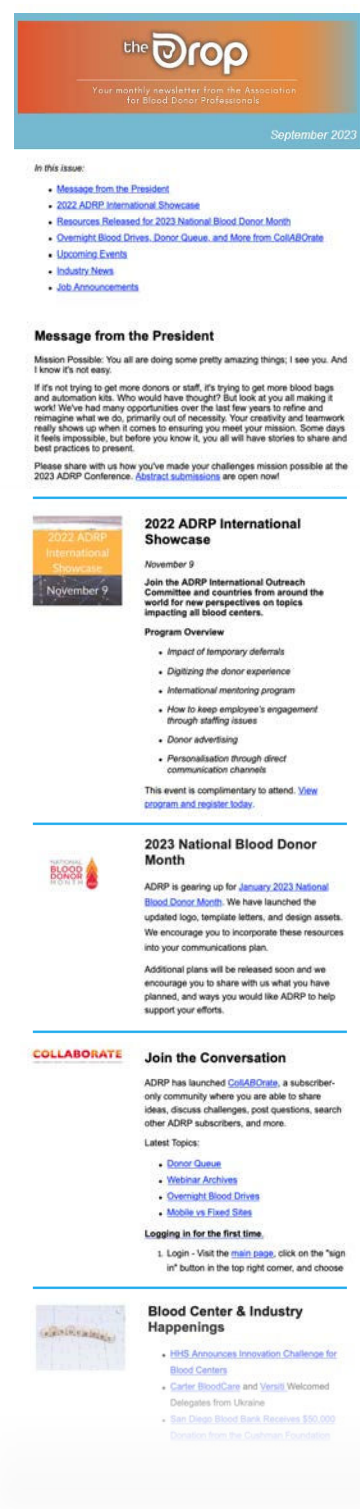 the Drop
Your monthly newsletter from the Association
for Blood Donor Professionals
September 2023
In this issue:
• Message from the President
• 2022 ADRP International Showcase
• Resources Released for 2023 National Blood Donor Month
• Overnight Blood Drives, Donor Queue, and More from CollABOrate
• Upcoming Events
• Industry News
• Job Announcements
Message from the President
Mission Possible: You all are doing some pretty amazing things; I see you. And
I know it's not easy.
If it's not trying to get more donors or staff, it's trying to get more blood bags
and automation kits. Who would have thought? But look at you all making it
work! We've had many opportunities over the last few years to refine and
reimagine what we do, primarily out of necessity. Your creativity and teamwork
really shows up when it comes to ensuring you meet your mission. Some days
it feels impossible, but before you know it, you all will have stories to share and
best practices to present.
Please share with us how you've made your challenges mission possible at the
2023 ADRP Conference. Abstract submissions are open now!
2022 ADRP
International
Showcase
November 9
2022 ADRP International
Showcase
November 9
Join the ADRP International Outreach
Committee and countries from around the
world for new perspectives on topics
impacting all blood centers.
Program Overview
• Impact of temporary deferrals
• Digitizing the donor experience
• International mentoring program
• How to keep employee's engagement
through staffing issues
• Donor advertising
• Personalisation through direct
communication channels
This event is complimentary to attend. View
program and register today.
NATIONAL
BLOOD
DONOR
MONTH
2023 National Blood Donor
Month
ADRP is gearing up for January 2023 National
Blood Donor Month. We have launched the
updated logo, template letters, and design assets.
We encourage you to incorporate these resources
into your communications plan.
Additional plans will be released soon and we
encourage you to share with us what you have
planned, and ways you would like ADRP to help
support your efforts.
COLLABORATE
Join the Conversation
ADRP has launched CollABOrate, a subscriber-
only community where you are able to share
ideas, discuss challenges, post questions, search
other ADRP subscribers, and more.
Latest Topics:
• Donor Queue
• Webinar Archives
• Overnight Blood Drives
• Mobile vs Fixed Sites
Logging in for the first time.
1. Login - Visit the main page, click on the "sign
in" button in the top right corner, and choose
Blood Center & Industry
Happenings
• HHS Announces Innovation Challenge for
Blood Centers
• Carter BloodCare and Versiti Welcomed
Delegates from Ukraine
• San Diego Blood Bank Receives $50,000
Donation from the Cushman Foundation